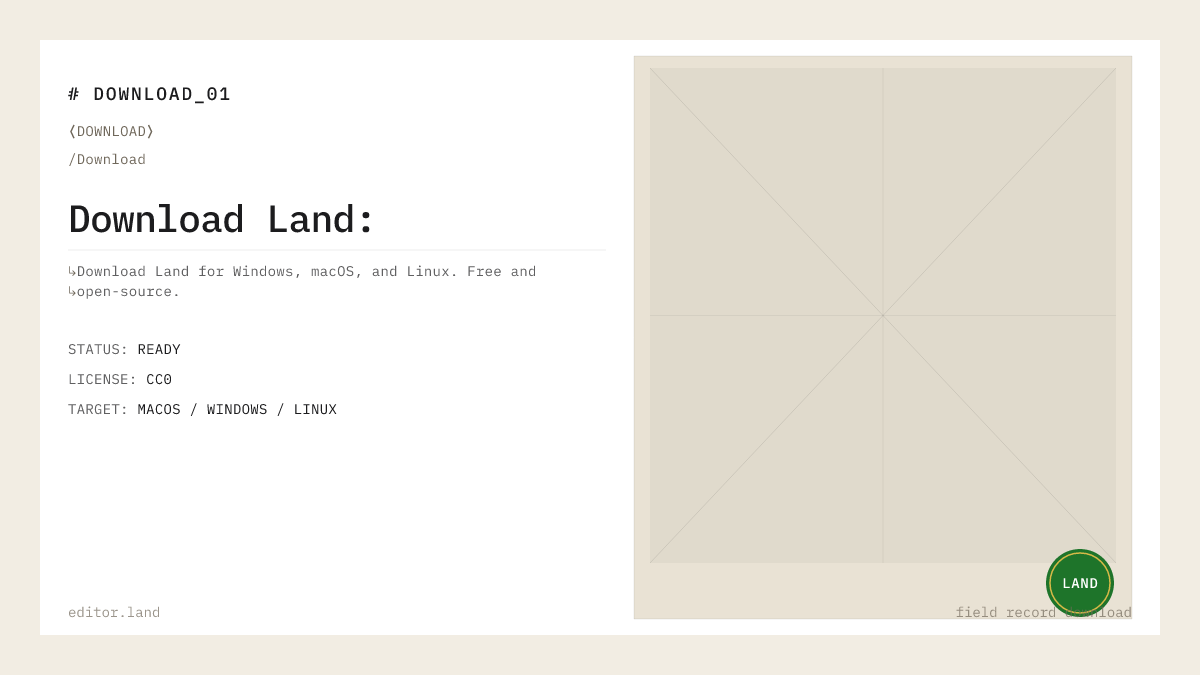 # DOWNLOAD_01
⟨DOWNLOAD⟩
/Download
Download Land:
↳Download Land for Windows, macOS, and Linux. Free and
↳open-source.
STATUS: READY
LICENSE: CC0
TARGET: MACOS / WINDOWS / LINUX
LAND
editor.land
field record download